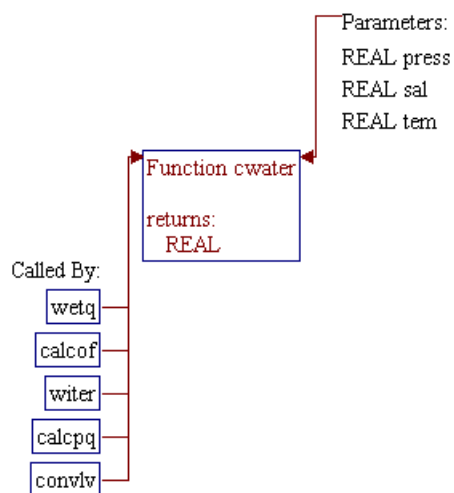 Parameters:
REAL press
REAL sal
REAL tem
Function cwater
returns:
REAL
Called By:
wetq
calcof
witer
calcpq
convlv